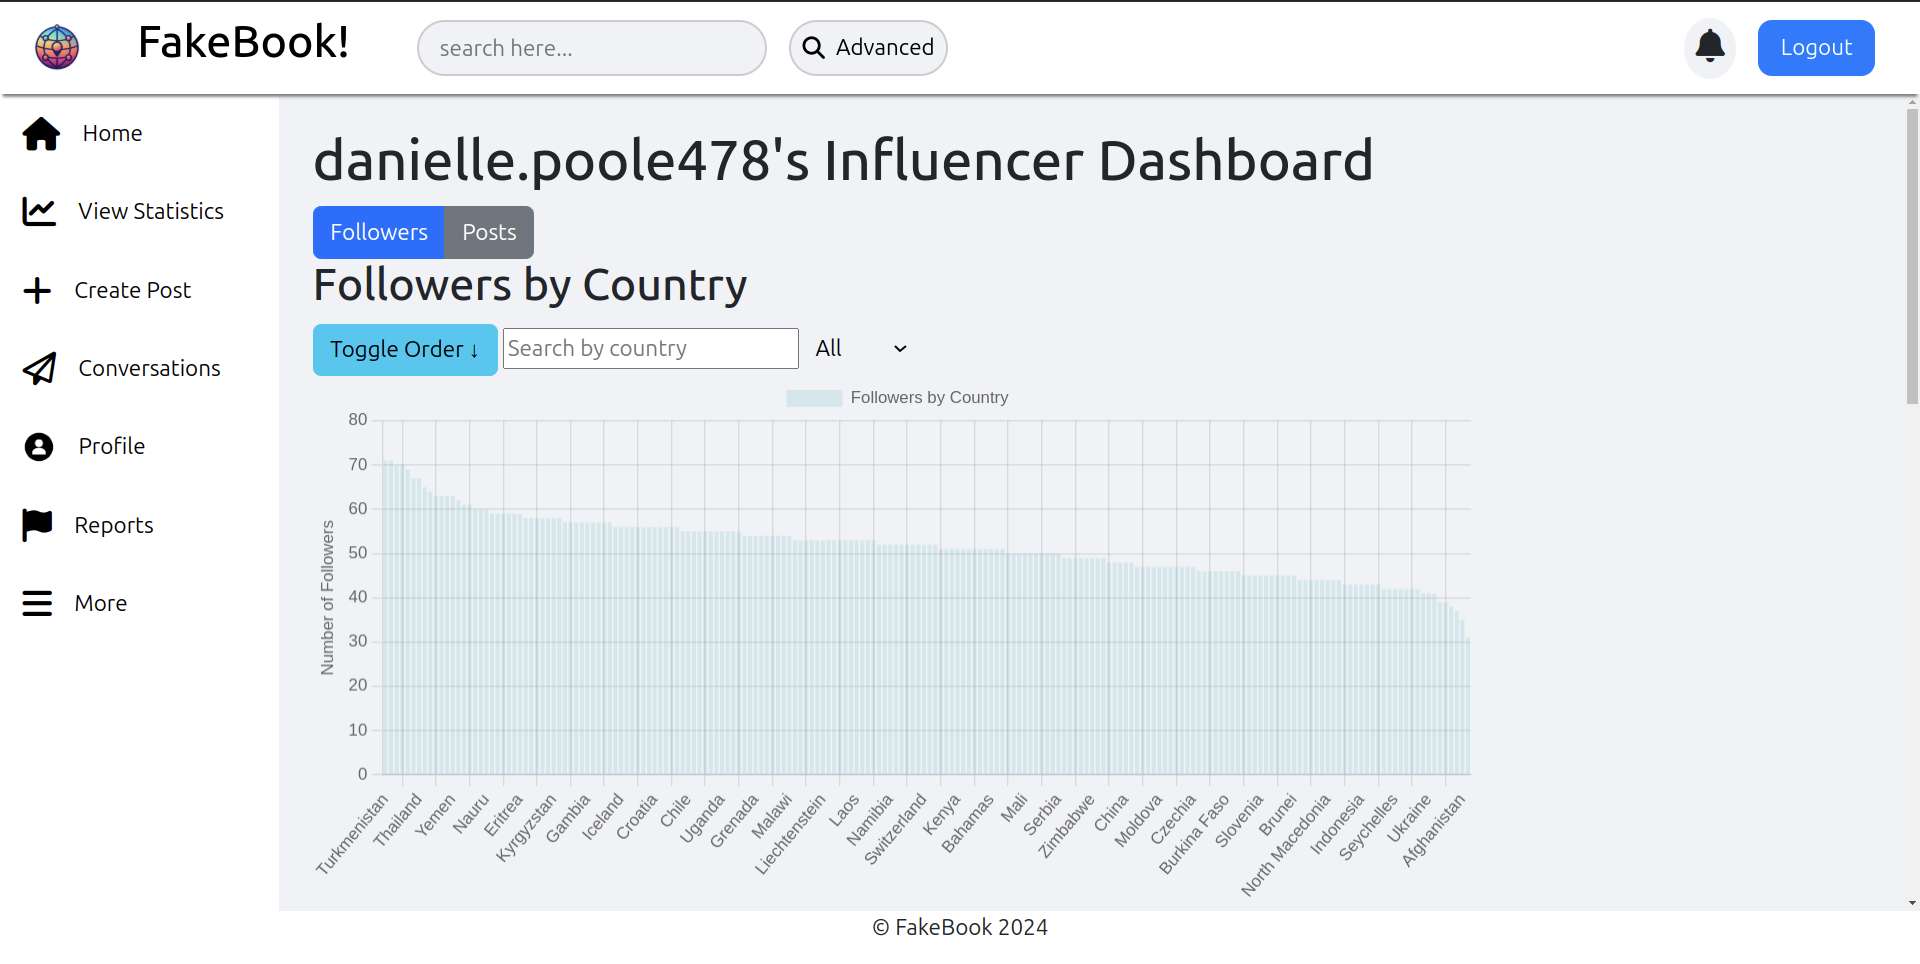 FakeBook!
search here...
Advanced
Logout
Home
View Statistics
Create Post
Conversations
Profile
Reports
More
danielle.poole478's Influencer Dashboard
Followers
Posts
Followers by Country
Toggle Order ↓
Search by country
All
Followers by Country
Number of Followers
80
70
60
50
40
30
20
10
0
Turkmenistan
Thailand
Yemen
Nauru
Eritrea
Kyrgyzstan
Gambia
Iceland
Croatia
Chile
Uganda
Grenada
Malawi
Liechtenstein
Laos
Namibia
Switzerland
Kenya
Bahamas
Mali
Serbia
Zimbabwe
China
Moldova
Czechia
Burkina Faso
Slovenia
Brunei
North Macedonia
Indonesia
Seychelles
Ukraine
Afghanistan
© FakeBook 2024